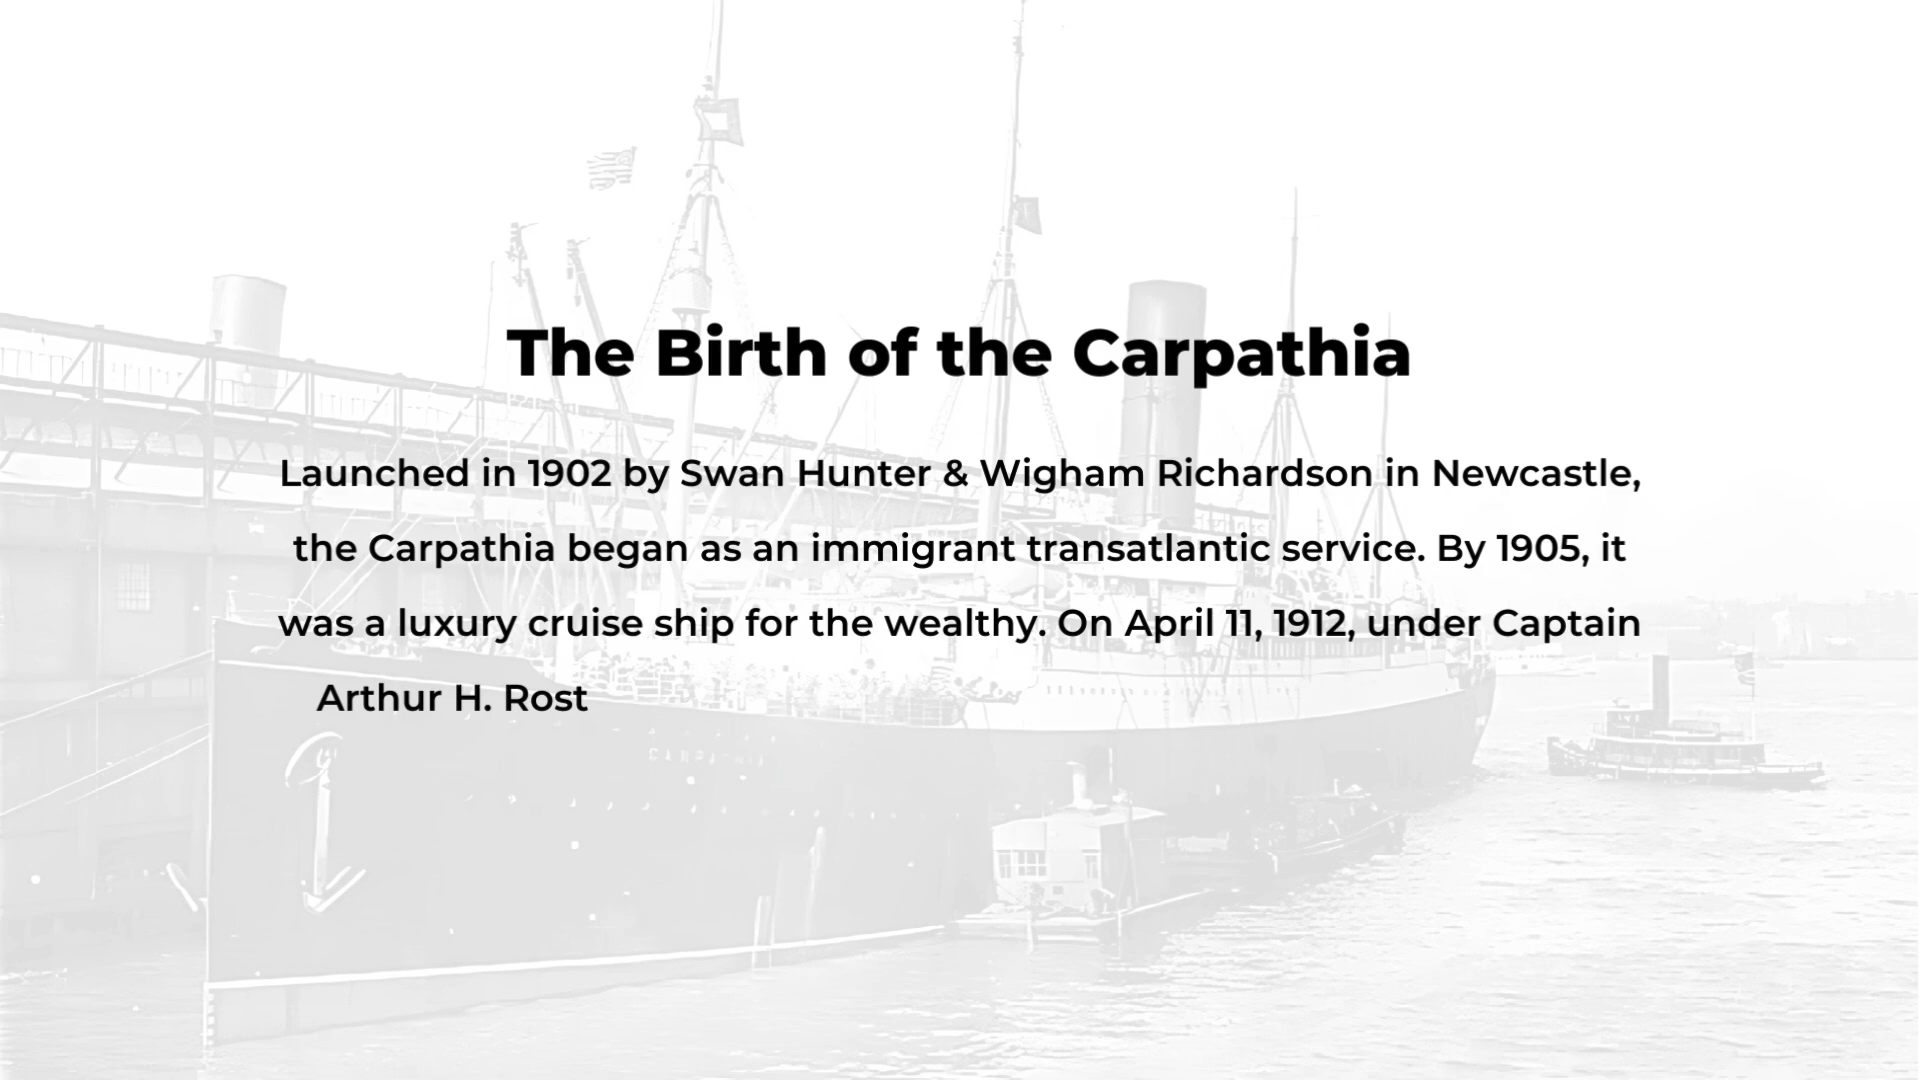 The Birth of the Carpathia
Launched in 1902 by Swan Hunter & Wigham Richardson in Newcastle,
the Carpathia began as an immigrant transatlantic service. By 1905, it
was a luxury cruise ship for the wealthy. On April 11, 1912, under Captain
Arthur H. Rost
CARPATHIA